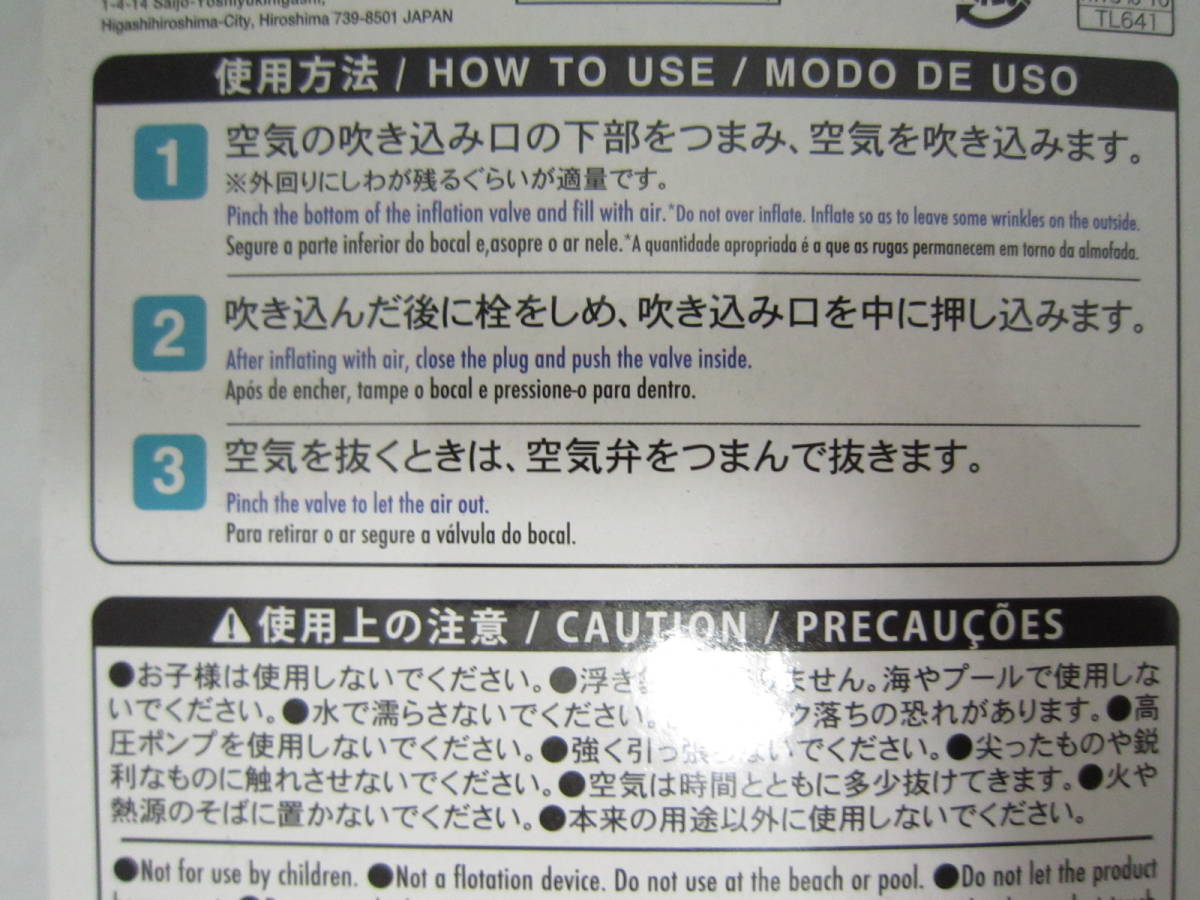 1-4-14 Saijo-Yoshiyukihigashi,
Higashihiroshima-City, Hiroshima 739-8501 JAPAN
TL641
使用方法 / HOW TO USE / MODO DE USO
1
空気の吹き込み口の下部をつまみ、空気を吹き込みます。
※外回りにしわが残るぐらいが適量です。
Pinch the bottom of the inflation valve and fill with air.*Do not over inflate. Inflate so as to leave some wrinkles on the outside.
Segure a parte inferior do bocal e,asopre o ar nele.*A quantidade apropriada é a que as rugas permanecem em torno da almofada.
2
吹き込んだ後に栓をしめ、吹き込み口を中に押し込みます。
After inflating with air, close the plug and push the valve inside.
Após de encher, tampe o bocal e pressione-o para dentro.
3
空気を抜くときは、空気弁をつまんで抜きます。
Pinch the valve to let the air out.
Para retirar o ar segure a válvula do bocal.
⚠使用上の注意 / CAUTION / PRECAUÇÕES
●お子様は使用しないでください。●浮き ません。海やプールで使用しな
いでください。●水で濡らさないでください。 落ちの恐れがあります。●高
圧ポンプを使用しないでください。●強く引っ張らないでください。●尖ったものや鋭
利なものに触れさせないでください。●空気は時間とともに多少抜けてきます。●火や
熱源のそばに置かないでください。●本来の用途以外に使用しないでください。
●Not for use by children. ●Not a flotation device. Do not use at the beach or pool. ●Do not let the product